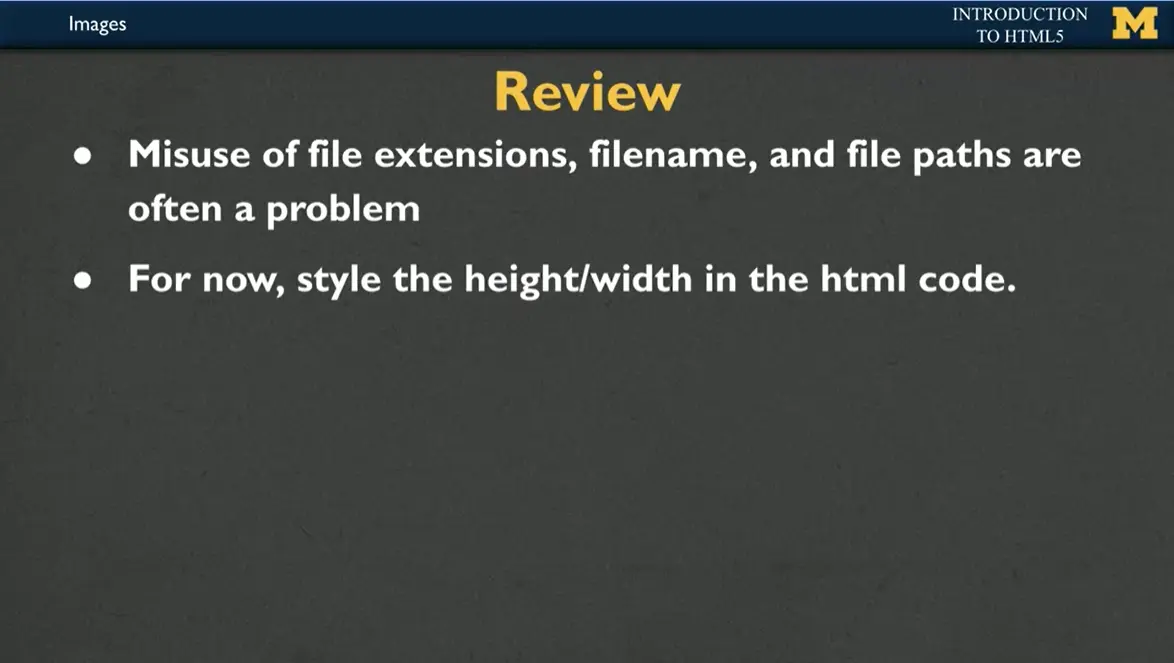 Images
INTRODUCTION
TO HTML5
M
Review
● Misuse of file extensions, filename, and file paths are
often a problem
● For now, style the height/width in the html code.